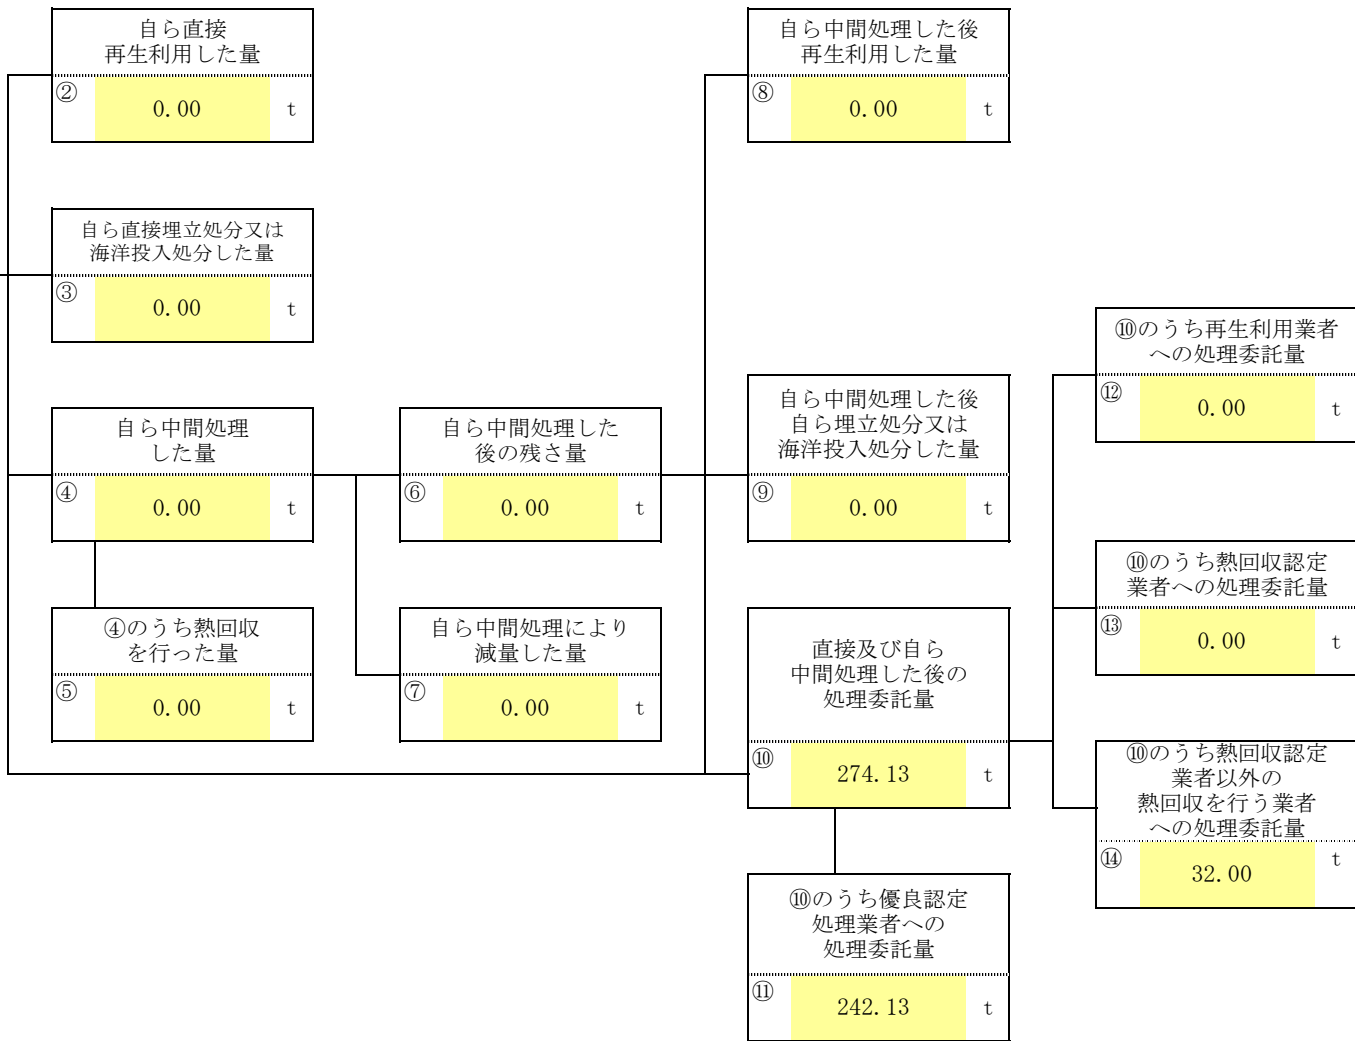 自ら直接
再生利用した量
②
0.00
t
自ら直接埋立処分又は
海洋投入処分した量
③
0.00
t
自ら中間処理
した量
④
0.00
t
④のうち熱回収
を行った量
⑤
0.00
t
自ら中間処理した
後の残さ量
⑥
0.00
t
自ら中間処理により
減量した量
⑦
0.00
t
自ら中間処理した後
再生利用した量
⑧
0.00
t
自ら中間処理した後
自ら埋立処分又は
海洋投入処分した量
⑨
0.00
t
直接及び自ら
中間処理した後の
処理委託量
⑩
274.13
t
⑩のうち優良認定
処理業者への
処理委託量
⑪
242.13
t
⑩のうち再生利用業者
への処理委託量
⑫
0.00
t
⑩のうち熱回収認定
業者への処理委託量
⑬
0.00
t
⑩のうち熱回収認定
業者以外の
熱回収を行う業者
への処理委託量
⑭
32.00
t